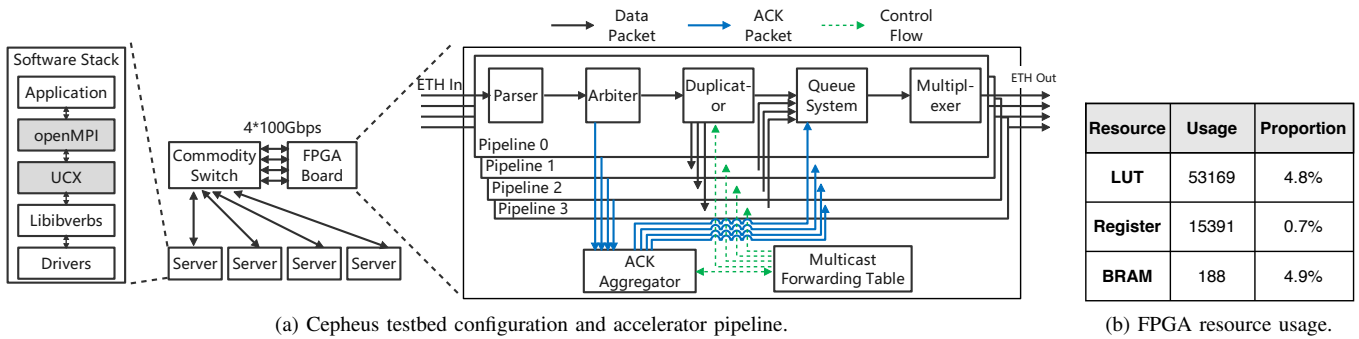 Data
Packet
ACK
Packet
Control
Flow
Software Stack
Application
openMPI
UCX
Libibverbs
Drivers
4*100Gbps
Commodity
Switch
FPGA
Board
Server
Server
Server
Server
ETH In
Parser
Arbiter
Duplicat-
or
Queue
System
Multipl-
exer
ETH Out
Pipeline 0
Pipeline 1
Pipeline 2
Pipeline 3
ACK
Aggregator
Multicast
Forwarding Table
(a) Cepheus testbed configuration and accelerator pipeline.
Resource Usage Proportion
LUT 53169 4.8%
Register 15391 0.7%
BRAM 188 4.9%
(b) FPGA resource usage.